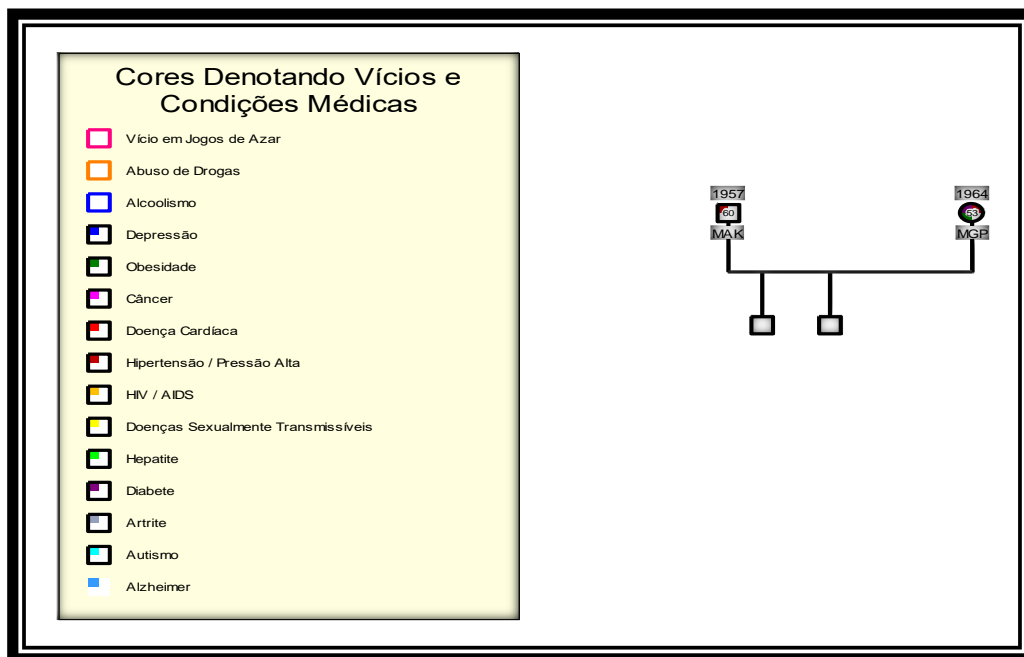 Cores Denotando Vícios e
Condições Médicas
Vício em Jogos de Azar
Abuso de Drogas
Alcoolismo
Depressão
Obesidade
Câncer
Doença Cardíaca
Hipertensão / Pressão Alta
HIV / AIDS
Doenças Sexualmente Transmissíveis
Hepatite
Diabete
Artrite
Autismo
Alzheimer
1957
60
MAK
1964
53
MGP